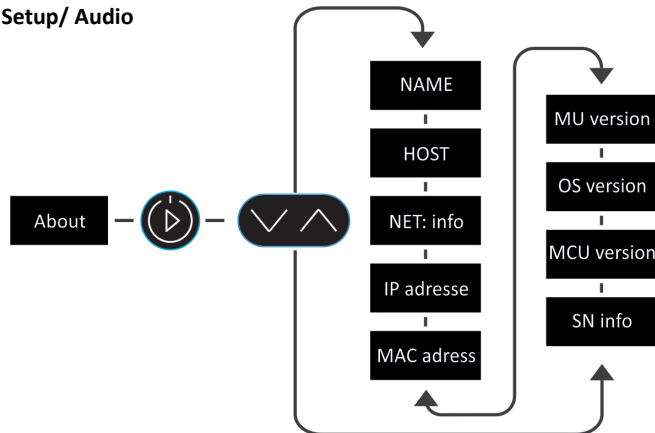 Setup/ Audio
About
NAME
HOST
NET: info
IP adresse
MAC adress
MU version
OS version
MCU version
SN info